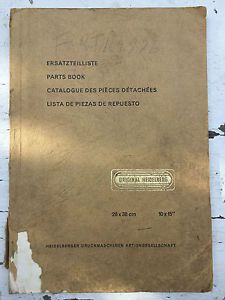 ERSATZTEILLISTE
PARTS BOOK
CATALOGUE DES PIÈCES DÉTACHÉES
LISTA DE PIEZAS DE REPUESTO
ORIGINAL HEIDELBERG
26 x 38 cm 10 x 15"
HEIDELBERGER DRUCKMASCHINEN AKTIENGESELLSCHAFT